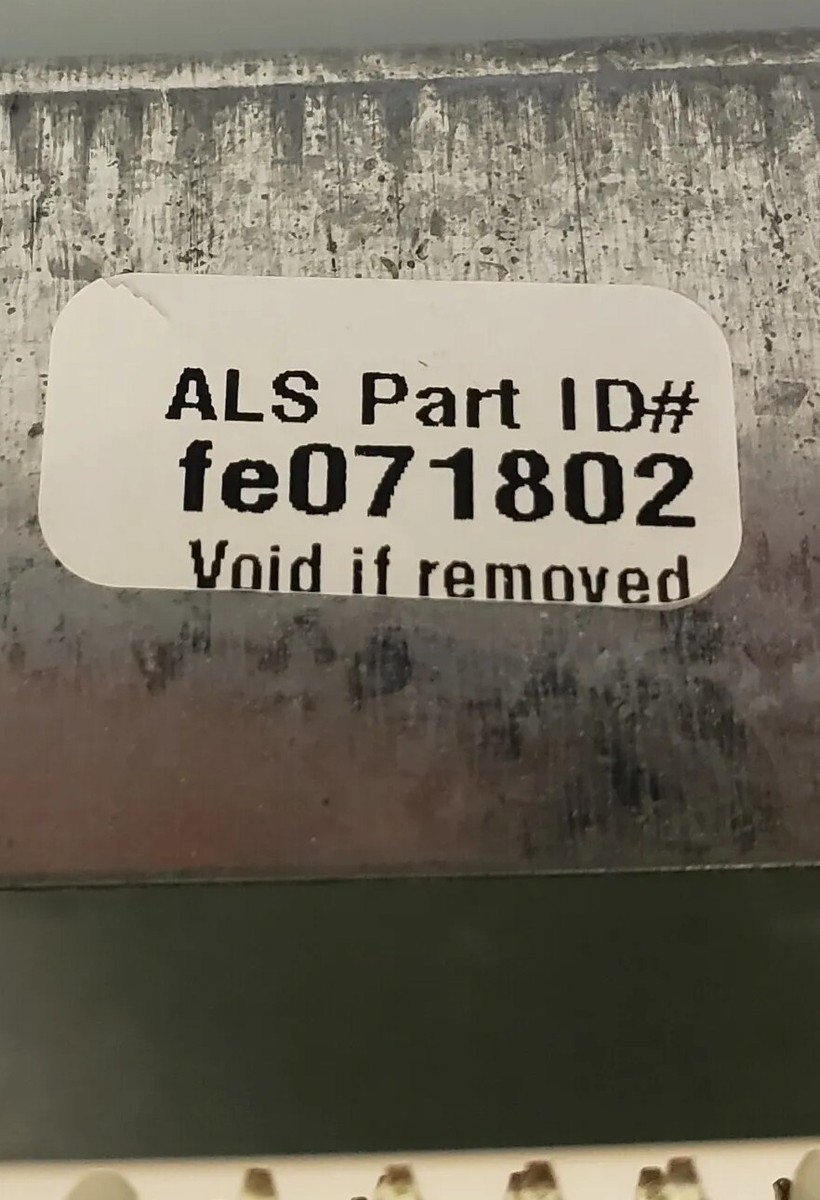 ALS Part ID#
fe071802
Void if removed